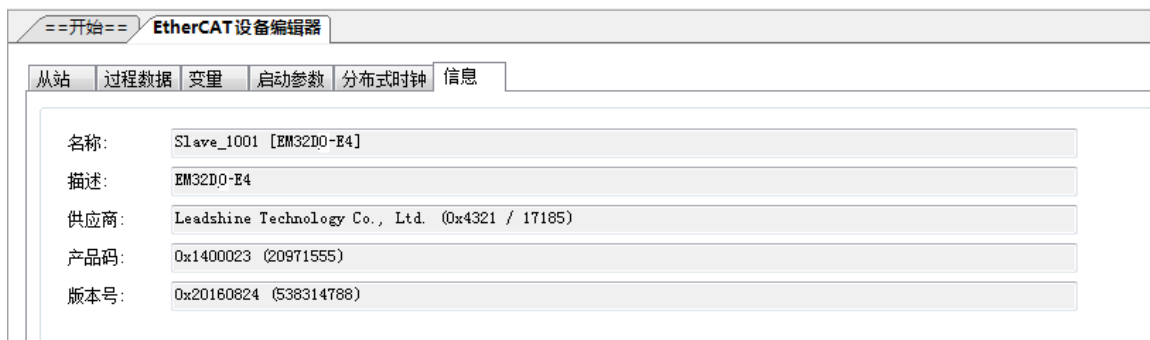 ==开始== EtherCAT设备编辑器
从站 过程数据 变量 启动参数 分布式时钟 信息
名称: Slave_1001 [EM32DO-E4]
描述: EM32DO-E4
供应商: Leadshine Technology Co., Ltd. (0x4321 / 17185)
产品码: 0x1400023 (20971555)
版本号: 0x20160824 (538314788)